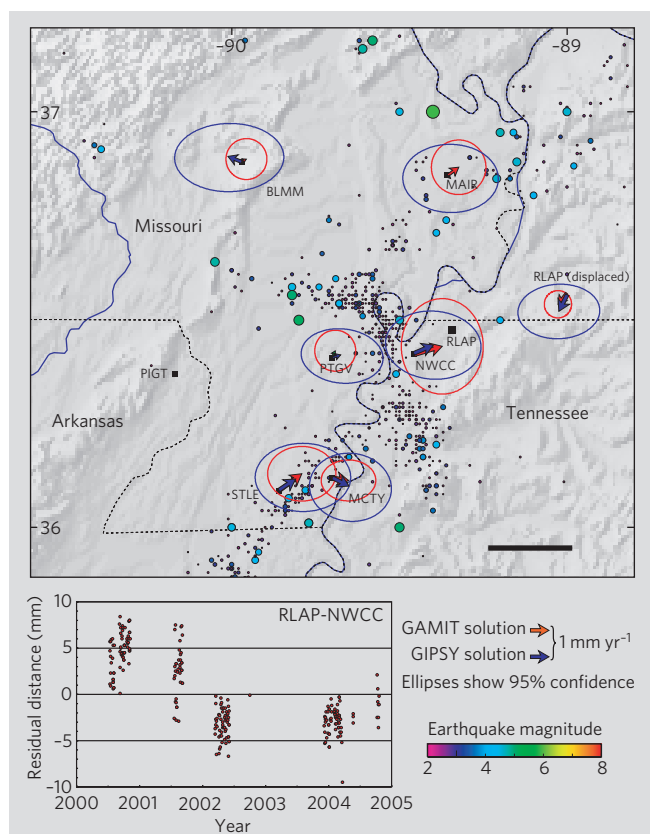 -90
-89
37
BLMM
MAIR
Missouri
RLAP (displaced)
RLAP
NWCC
PTGV
PIGT
Arkansas
Tennessee
STLE
MCTY
36
10
5
0
-5
-10
Residual distance (mm)
RLAP-NWCC
2000 2001 2002 2003 2004 2005
Year
GAMIT solution
GIPSY solution
1 mm yr⁻¹
Ellipses show 95% confidence
Earthquake magnitude
2 4 6 8